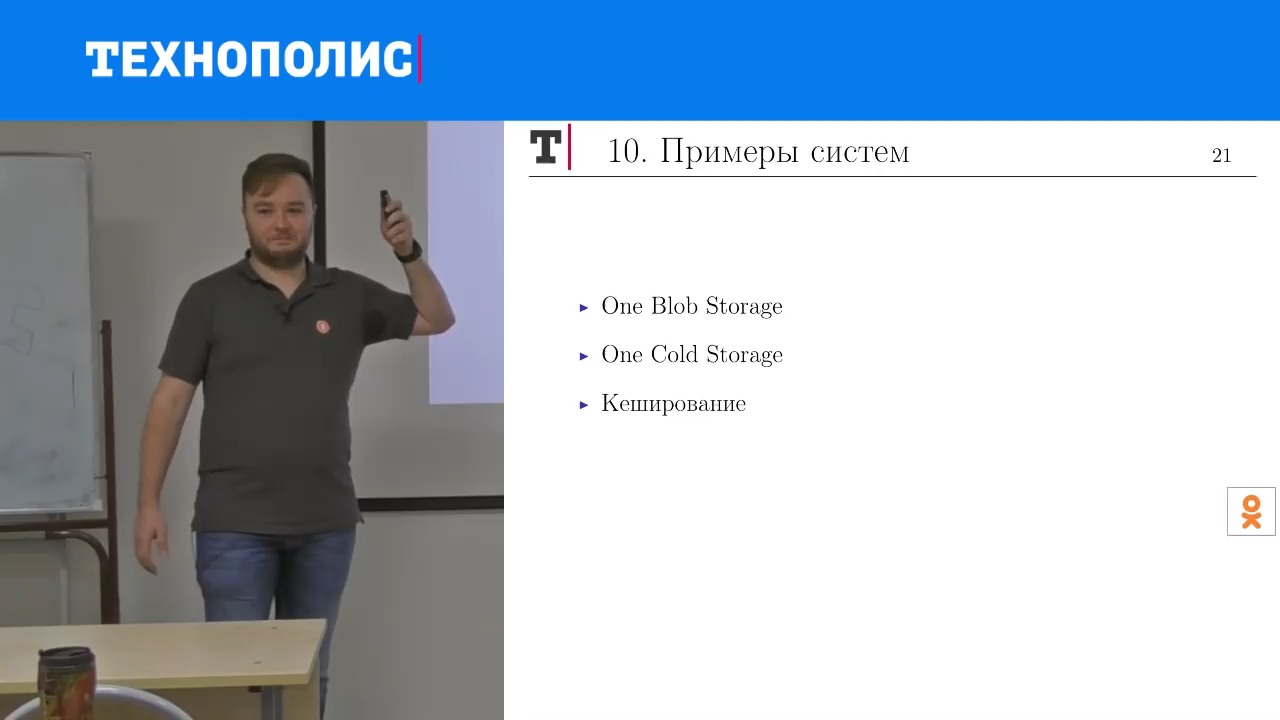 ТЕХНОПОЛИС
Т
10. Примеры систем
21
One Blob Storage
One Cold Storage
Кеширование